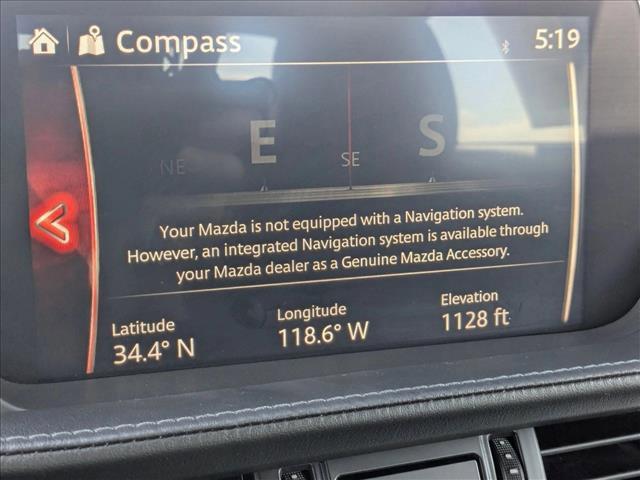 Compass 5:19
NE E SE S
Your Mazda is not equipped with a Navigation system.
However, an integrated Navigation system is available through
your Mazda dealer as a Genuine Mazda Accessory.
Latitude Longitude Elevation
34.4° N 118.6° W 1128 ft